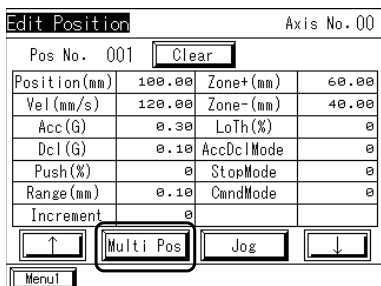 Edit Position Axis No. 00
Pos No. 001 Clear
Position(mm) 100.00 Zone+(mm) 60.00
Vel(mm/s) 120.00 Zone-(mm) 40.00
Acc(G) 0.30 LoTh(%) 0
Dcl(G) 0.10 AccDclMode 0
Push(%) 0 StopMode 0
Range(mm) 0.10 CmndMode 0
Increment 0
↑ Multi Pos Jog ↓
Menu1